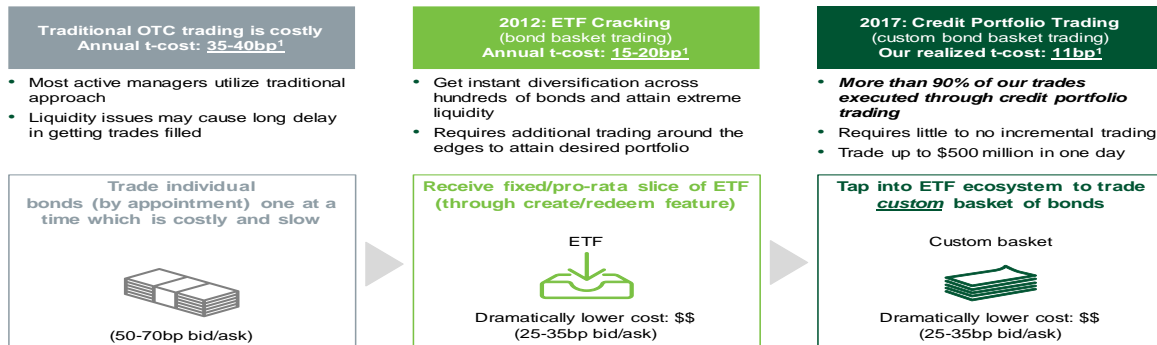 Traditional OTC trading is costly
Annual t-cost: 35-40bp¹
• Most active managers utilize traditional
approach
• Liquidity issues may cause long delay
in getting trades filled
Trade individual
bonds (by appointment) one at a
time which is costly and slow
(50-70bp bid/ask)
2012: ETF Cracking
(bond basket trading)
Annual t-cost: 15-20bp¹
• Get instant diversification across
hundreds of bonds and attain extreme
liquidity
• Requires additional trading around the
edges to attain desired portfolio
Receive fixed/pro-rata slice of ETF
(through create/redeem feature)
ETF
Dramatically lower cost: $$
(25-35bp bid/ask)
2017: Credit Portfolio Trading
(custom bond basket trading)
Our realized t-cost: 11bp¹
• More than 90% of our trades
executed through credit portfolio
trading
• Requires little to no incremental trading
• Trade up to $500 million in one day
Tap into ETF ecosystem to trade
custom basket of bonds
Custom basket
Dramatically lower cost: $$
(25-35bp bid/ask)